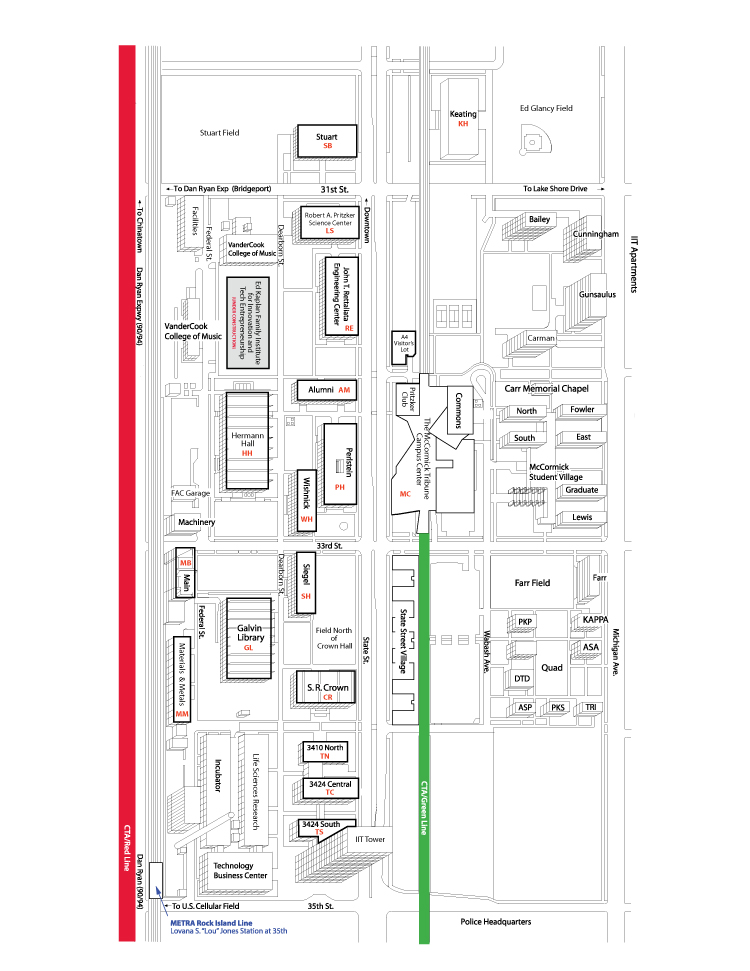 Stuart Field
Stuart
SB
Keating
KH
Ed Glancy Field
←To Dan Ryan Exp (Bridgeport)
31st St.
To Lake Shore Drive →
← To Chinatown
Dan Ryan Expwy (90/94)
Facilities
Federal St.
VanderCook
College of Music
Dearborn St.
Robert A. Pritzker
Science Center
LS
← Downtown
Bailey
Cunningham
IIT Apartments
John T. Rettaliata
Engineering Center
RE
Ed Kaplan Family Institute
for Innovation and
Tech Entrepreneurship
(UNDER CONSTRUCTION)
Gunsaulus
VanderCook
College of Music
A4
Visitor's
Lot
Carman
Alumni AM
Pritzker
Club
Commons
Carr Memorial Chapel
North
Fowler
South
East
Hermann
Hall
HH
Perlstein
PH
The McCormick Tribune
Campus Center
MC
McCormick
Student Village
Wishnick
WH
FAC Garage
Graduate
Machinery
Lewis
33rd St.
MB
Main
Dearborn St.
Siegel
SH
Farr Field
Farr
Federal St.
Galvin
Library
GL
Field North
of
Crown Hall
State St.
State Street Village
Wabash Ave.
PKP
KAPPA
Michigan Ave.
ASA
Quad
DTD
Materials & Metals
MM
S. R. Crown
CR
ASP
PKS
TRI
3410 North
TN
Incubator
Life Sciences Research
3424 Central
TC
CTA/Green Line
3424 South
TS
IIT Tower
CTA/Red Line
Dan Ryan (90/94)
Technology
Business Center
← To U.S. Cellular Field
35th St.
METRA Rock Island Line
Lovana S. "Lou" Jones Station at 35th
Police Headquarters